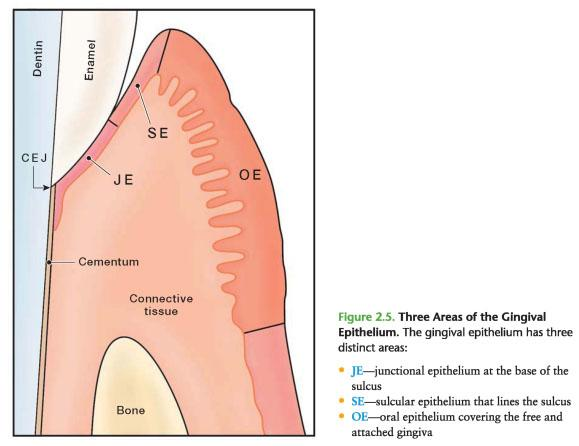 Dentin
Enamel
SE
CEJ
JE
OE
Cementum
Connective
tissue
Bone
Figure 2.5. Three Areas of the Gingival
Epithelium. The gingival epithelium has three
distinct areas:
• JE—junctional epithelium at the base of the
sulcus
• SE—sulcular epithelium that lines the sulcus
• OE—oral epithelium covering the free and
attached gingiva